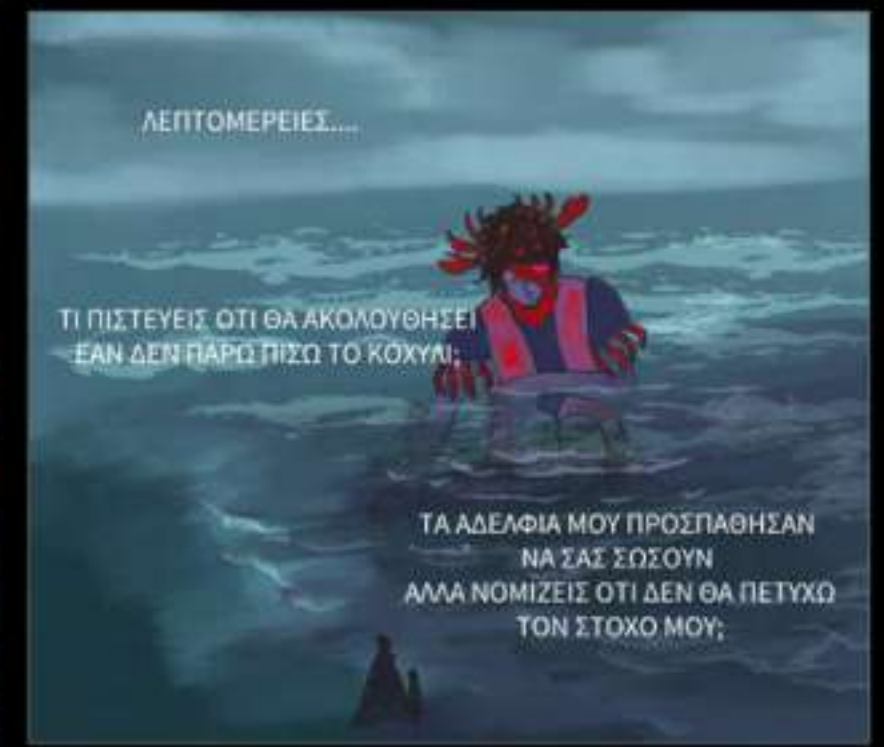 ΛΕΠΤΟΜΕΡΕΙΕΣ....
ΤΙ ΠΙΣΤΕΥΕΙΣ ΟΤΙ ΘΑ ΑΚΟΛΟΥΘΗΣΕΙ
ΕΑΝ ΔΕΝ ΠΑΡΩ ΠΙΣΩ ΤΟ ΚΟΧΥΛΙ;
ΤΑ ΑΔΕΛΦΙΑ ΜΟΥ ΠΡΟΣΠΑΘΗΣΑΝ
ΝΑ ΣΑΣ ΣΩΣΟΥΝ
ΑΛΛΑ ΝΟΜΙΖΕΙΣ ΟΤΙ ΔΕΝ ΘΑ ΠΕΤΥΧΩ
ΤΟΝ ΣΤΟΧΟ ΜΟΥ;